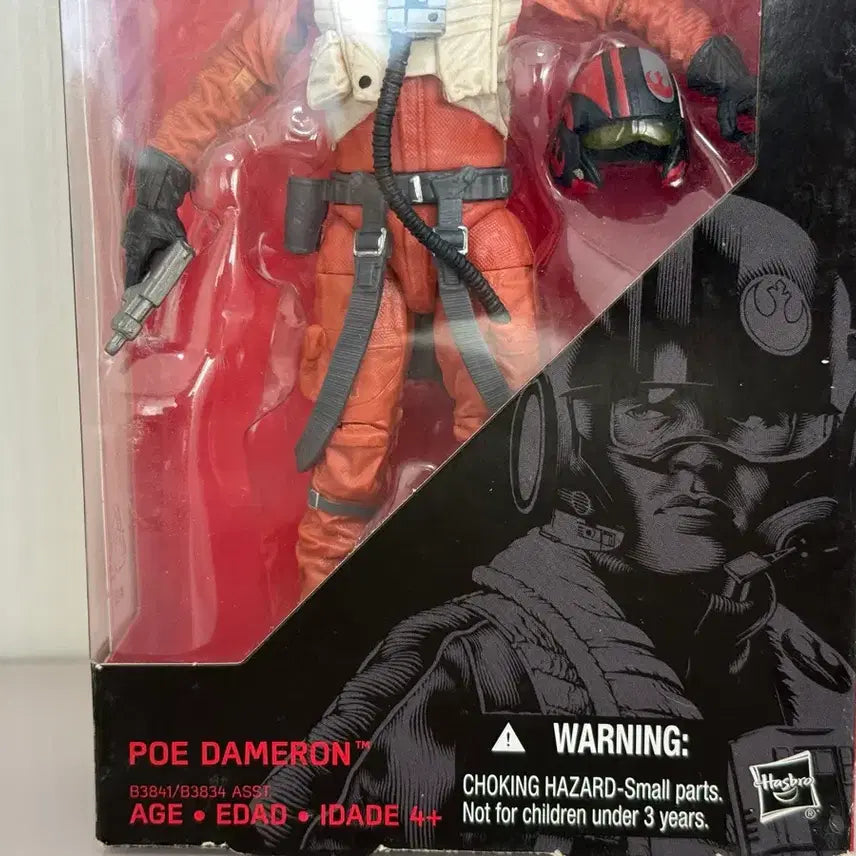 POE DAMERON™
B3841/B3834 ASST
AGE • EDAD • IDADE 4+
WARNING:
CHOKING HAZARD-Small parts.
Not for children under 3 years.
Hasbro
®